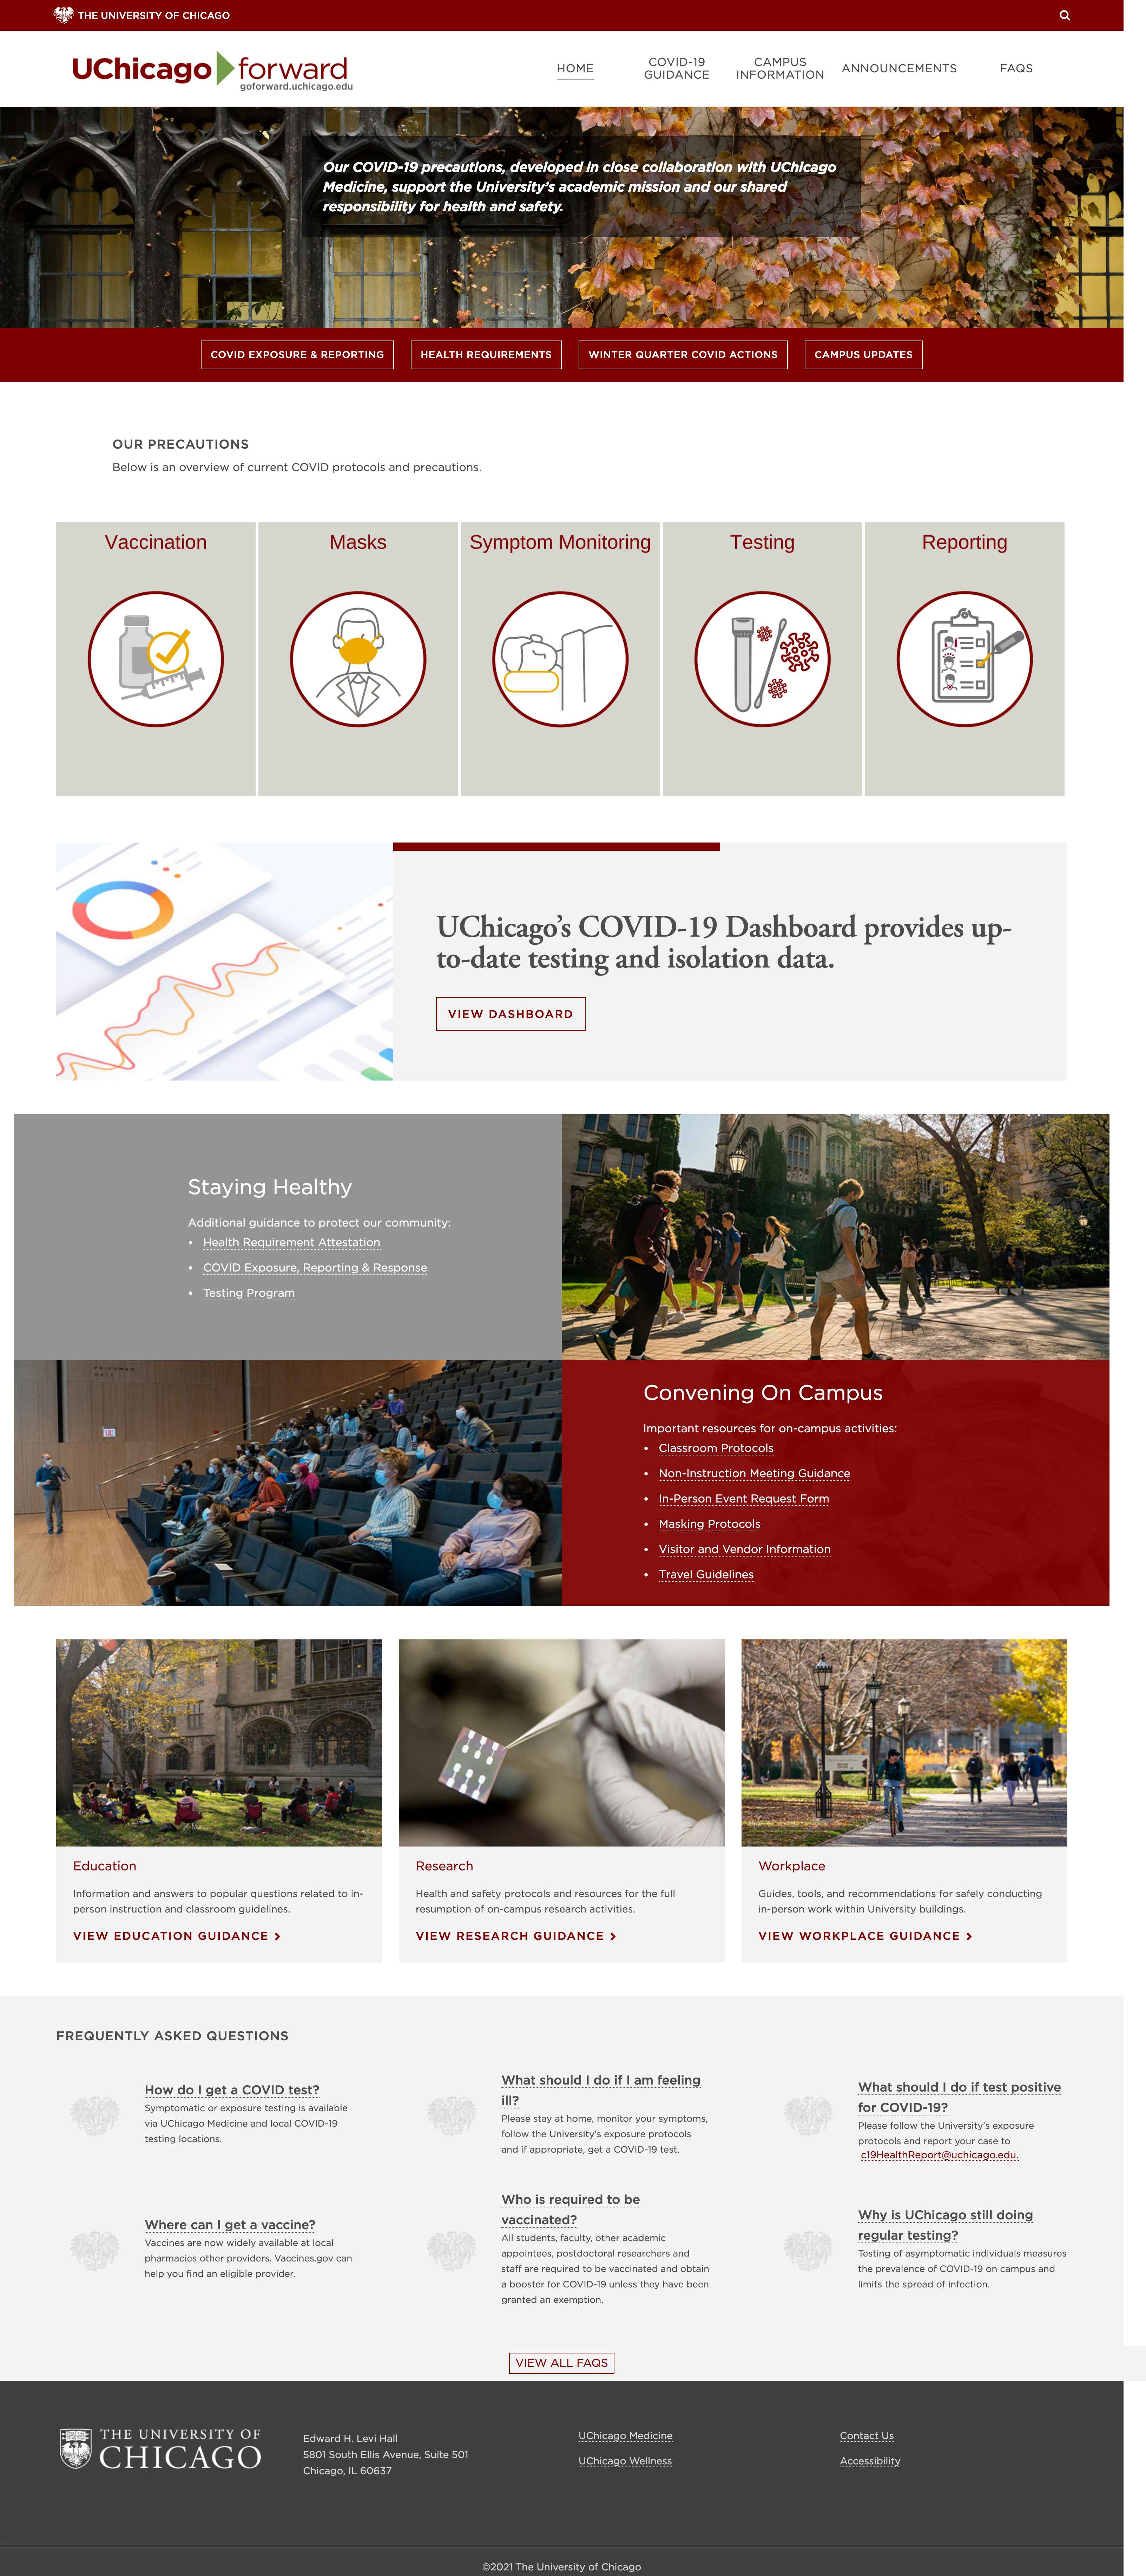 THE UNIVERSITY OF CHICAGO
UChicago forward
goforward.uchicago.edu
HOME
COVID-19
GUIDANCE
CAMPUS
INFORMATION
ANNOUNCEMENTS
FAQS
Our COVID-19 precautions, developed in close collaboration with UChicago
Medicine, support the University's academic mission and our shared
responsibility for health and safety.
COVID EXPOSURE & REPORTING
HEALTH REQUIREMENTS
WINTER QUARTER COVID ACTIONS
CAMPUS UPDATES
OUR PRECAUTIONS
Below is an overview of current COVID protocols and precautions.
Vaccination
Masks
Symptom Monitoring
Testing
Reporting
UChicago's COVID-19 Dashboard provides up-
to-date testing and isolation data.
VIEW DASHBOARD
Staying Healthy
Additional guidance to protect our community:
• Health Requirement Attestation
• COVID Exposure, Reporting & Response
• Testing Program
FRIEDMAN
HALL
Convening On Campus
Important resources for on-campus activities:
• Classroom Protocols
• Non-Instruction Meeting Guidance
• In-Person Event Request Form
• Masking Protocols
• Visitor and Vendor Information
• Travel Guidelines
Education
Information and answers to popular questions related to in-
person instruction and classroom guidelines.
VIEW EDUCATION GUIDANCE
Research
Health and safety protocols and resources for the full
resumption of on-campus research activities.
VIEW RESEARCH GUIDANCE
Workplace
Guides, tools, and recommendations for safely conducting
in-person work within University buildings.
VIEW WORKPLACE GUIDANCE
FREQUENTLY ASKED QUESTIONS
How do I get a COVID test?
Symptomatic or exposure testing is available
via UChicago Medicine and local COVID-19
testing locations.
What should I do if I am feeling
ill?
Please stay at home, monitor your symptoms,
follow the University's exposure protocols
and if appropriate, get a COVID-19 test.
What should I do if test positive
for COVID-19?
Please follow the University's exposure
protocols and report your case to
c19HealthReport@uchicago.edu.
Where can I get a vaccine?
Vaccines are now widely available at local
pharmacies other providers. Vaccines.gov can
help you find an eligible provider.
Who is required to be
vaccinated?
All students, faculty, other academic
appointees, postdoctoral researchers and
staff are required to be vaccinated and obtain
a booster for COVID-19 unless they have been
granted an exemption.
Why is UChicago still doing
regular testing?
Testing of asymptomatic individuals measures
the prevalence of COVID-19 on campus and
limits the spread of infection.
VIEW ALL FAQS
THE UNIVERSITY OF
CHICAGO
Edward H. Levi Hall
5801 South Ellis Avenue, Suite 501
Chicago, IL 60637
UChicago Medicine
UChicago Wellness
Contact Us
Accessibility
©2021 The University of Chicago